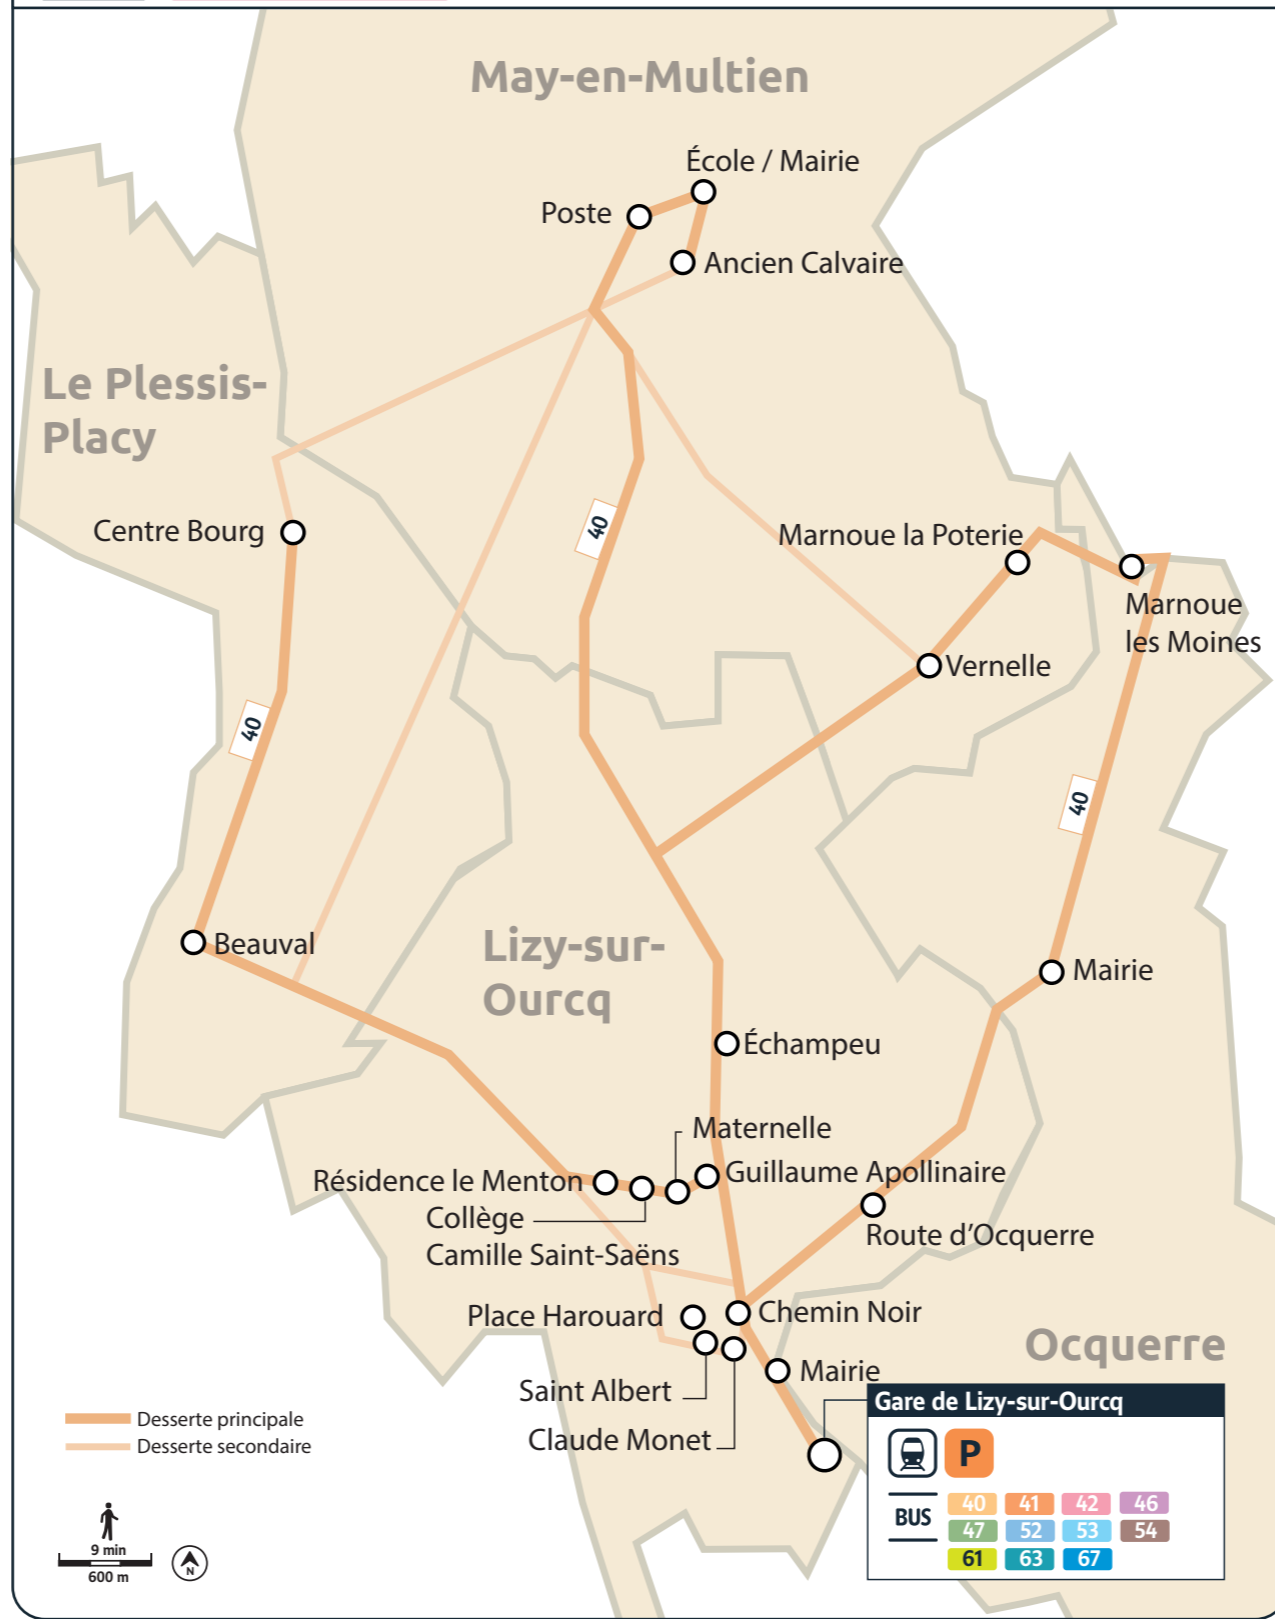 May-en-Multien
École / Mairie
Poste
Ancien Calvaire
Le Plessis-
Placy
Centre Bourg
40
Marnoue la Poterie
Marnoue
les Moines
Vernelle
40
40
Beauval
Lizy-sur-
Ourcq
Mairie
Échampeu
Maternelle
Guillaume Apollinaire
Résidence le Menton
Collège
Camille Saint-Saëns
Route d'Ocquerre
Place Harouard
Chemin Noir
Ocquerre
Mairie
Saint Albert
Claude Monet
Gare de Lizy-sur-Ourcq
P
BUS
40 41 42 46
47 52 53 54
61 63 67
Desserte principale
Desserte secondaire
9 min
600 m
N